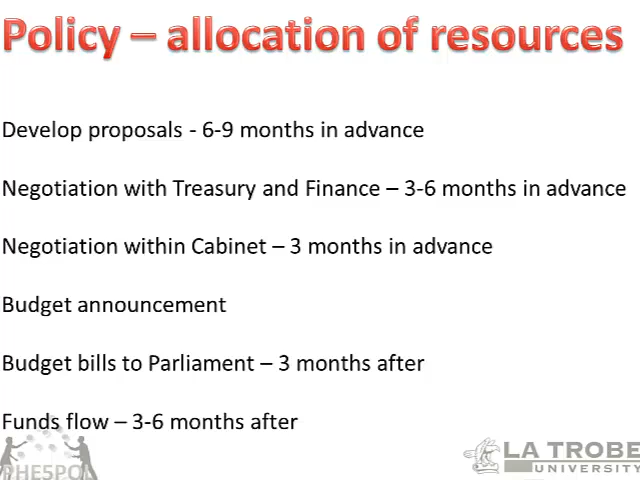 Policy – allocation of resources
Develop proposals - 6-9 months in advance
Negotiation with Treasury and Finance – 3-6 months in advance
Negotiation within Cabinet – 3 months in advance
Budget announcement
Budget bills to Parliament – 3 months after
Funds flow – 3-6 months after
PHE5POL
LA TROBE
UNIVERSITY